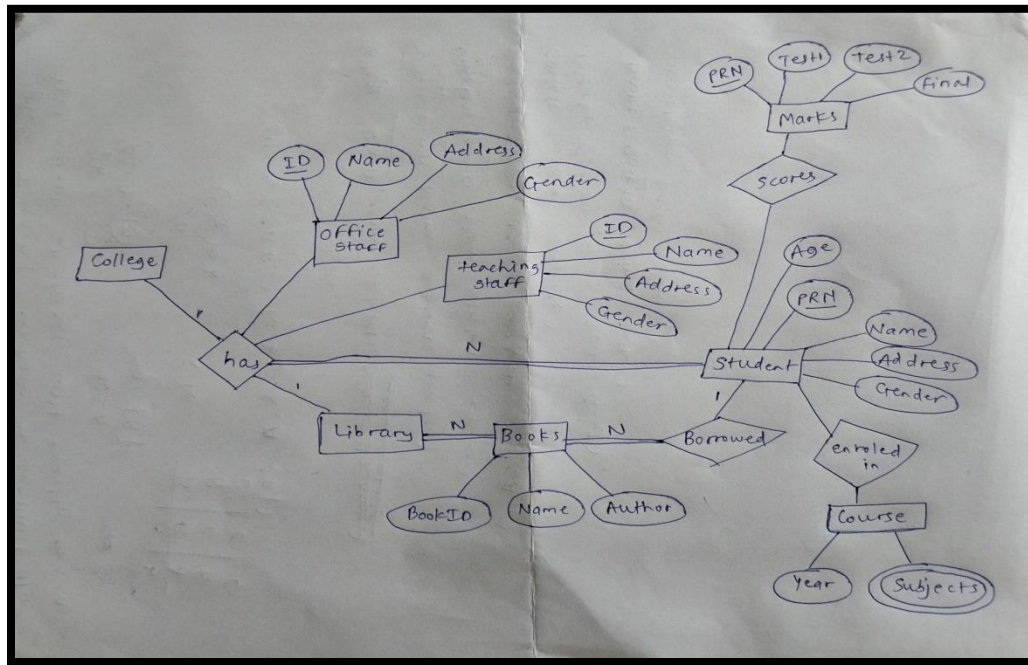 PRN
Test1
Test2
Final
Marks
Scores
ID
Name
Address
Gender
office
staff
College
teaching
staff
ID
Name
Address
Gender
Age
PRN
Name
Address
Gender
Student
1
has
N
1
1
Library
N
Books
N
Borrowed
enroled
in
BookID
Name
Author
Course
Year
Subjects